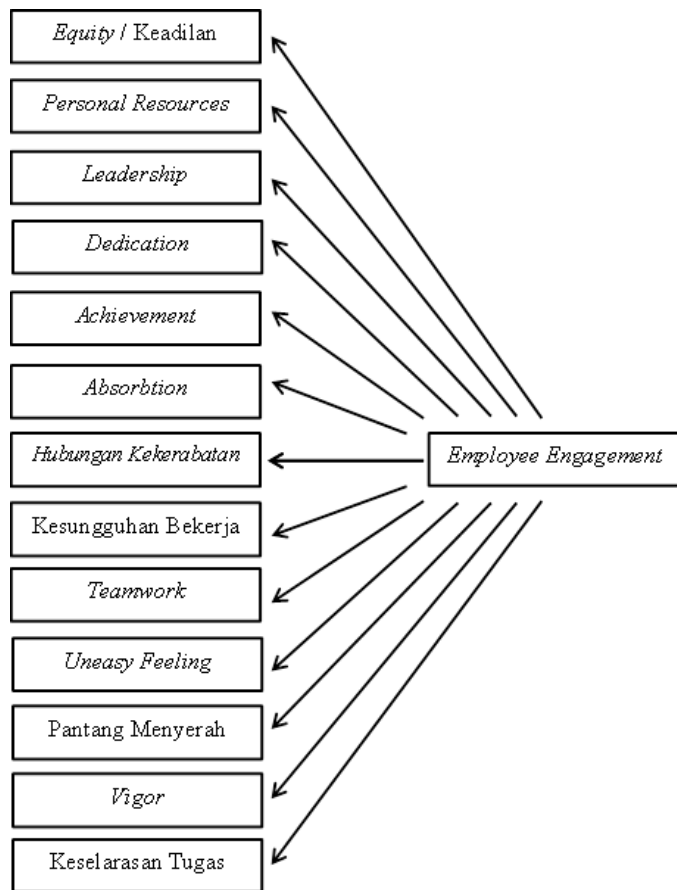 Equity / Keadilan
Personal Resources
Leadership
Dedication
Achievement
Absorbtion
Hubungan Kekerabatan
Employee Engagement
Kesungguhan Bekerja
Teamwork
Uneasy Feeling
Pantang Menyerah
Vigor
Keselarasan Tugas